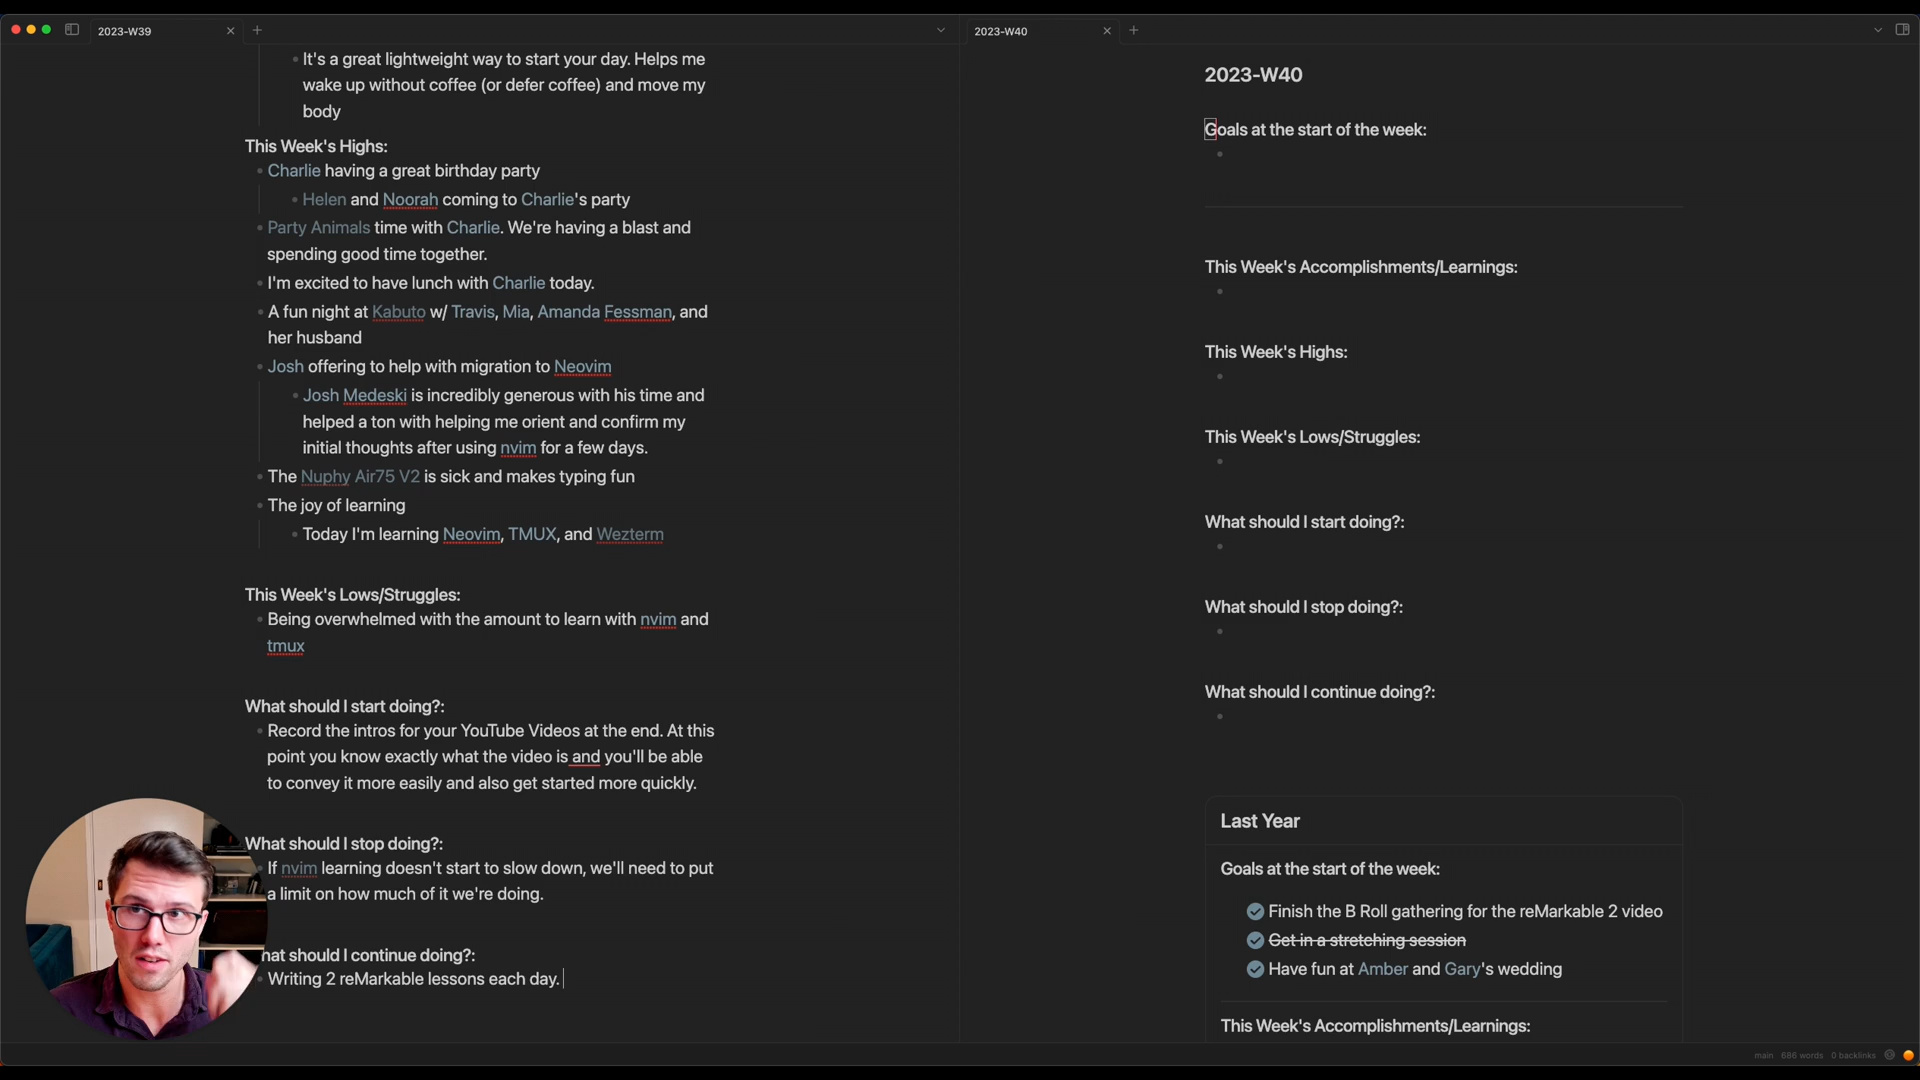 2023-W39
2023-W40
It's a great lightweight way to start your day. Helps me
wake up without coffee (or defer coffee) and move my
body
This Week's Highs:
Charlie having a great birthday party
Helen and Noorah coming to Charlie's party
Party Animals time with Charlie. We're having a blast and
spending good time together.
I'm excited to have lunch with Charlie today.
A fun night at Kabuto w/ Travis, Mia, Amanda Fessman, and
her husband
Josh offering to help with migration to Neovim
Josh Medeski is incredibly generous with his time and
helped a ton with helping me orient and confirm my
initial thoughts after using nvim for a few days.
The Nuphy Air75 V2 is sick and makes typing fun
The joy of learning
Today I'm learning Neovim, TMUX, and Wezterm
This Week's Lows/Struggles:
Being overwhelmed with the amount to learn with nvim and
tmux
What should I start doing?:
Record the intros for your YouTube Videos at the end. At this
point you know exactly what the video is and you'll be able
to convey it more easily and also get started more quickly.
What should I stop doing?:
If nvim learning doesn't start to slow down, we'll need to put
a limit on how much of it we're doing.
hat should I continue doing?:
Writing 2 reMarkable lessons each day.
2023-W40
Goals at the start of the week:
This Week's Accomplishments/Learnings:
This Week's Highs:
This Week's Lows/Struggles:
What should I start doing?:
What should I stop doing?:
What should I continue doing?:
Last Year
Goals at the start of the week:
Finish the B Roll gathering for the reMarkable 2 video
Get in a stretching session
Have fun at Amber and Gary's wedding
This Week's Accomplishments/Learnings:
main 686 words 0 backlinks